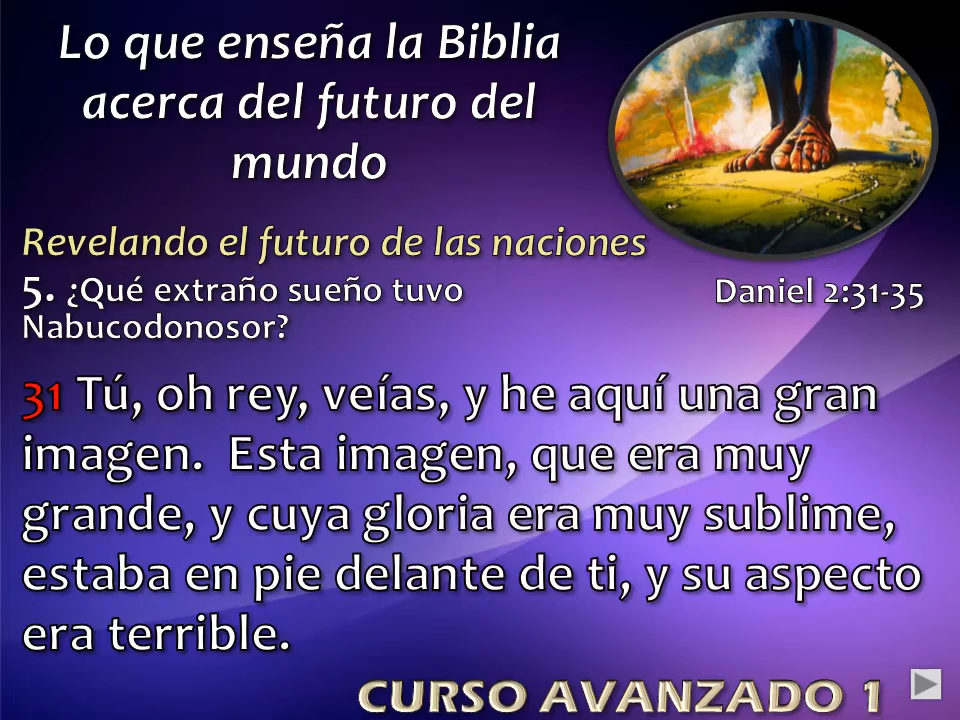 Lo que enseña la Biblia
acerca del futuro del
mundo
Revelando el futuro de las naciones
5. ¿Qué extraño sueño tuvo
Nabucodonosor?
Daniel 2:31-35
31 Tú, oh rey, veías, y he aquí una gran
imagen.  Esta imagen, que era muy
grande, y cuya gloria era muy sublime,
estaba en pie delante de ti, y su aspecto
era terrible.
CURSO AVANZADO 1